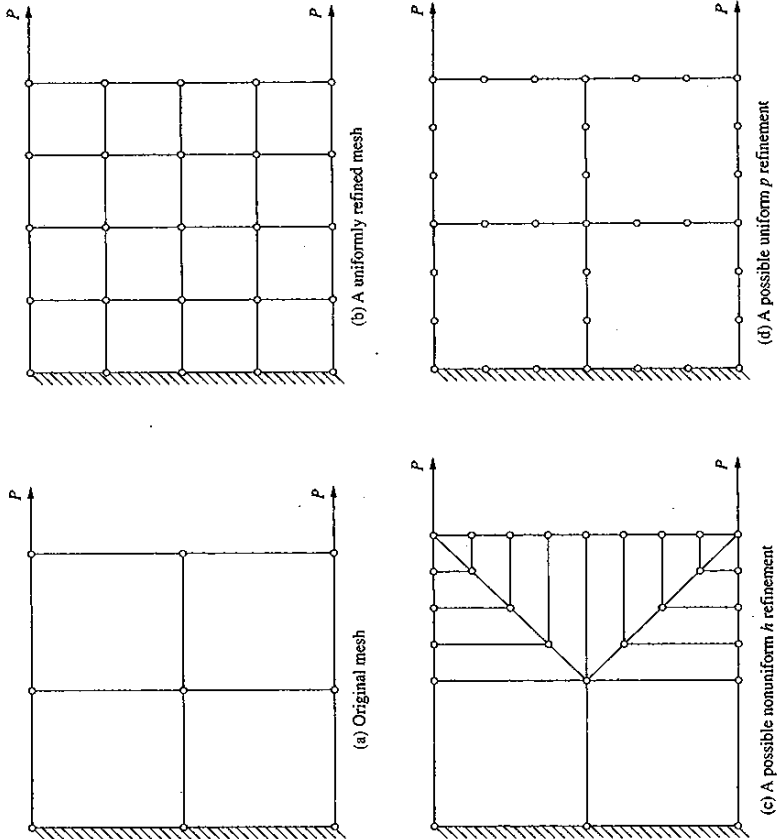 P
P
(a) Original mesh
P
P
(b) A uniformly refined mesh
P
P
(c) A possible nonuniform h refinement
P
P
(d) A possible uniform p refinement